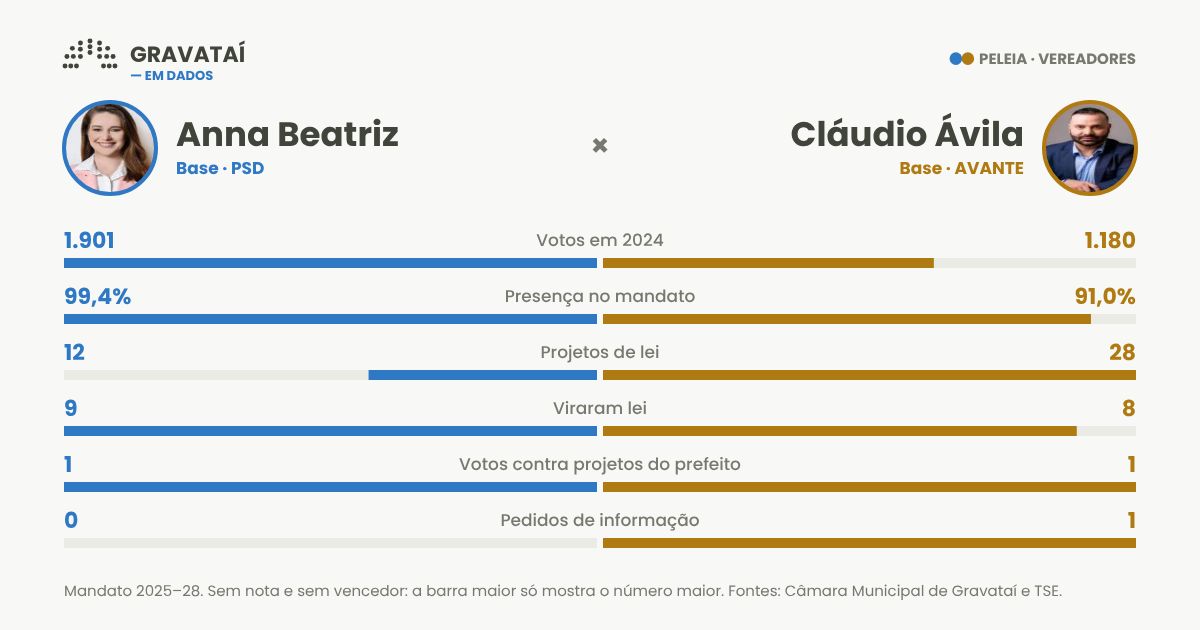 GRAVATAÍ
— EM DADOS
PELEIA · VEREADORES
Anna Beatriz
Base · PSD
×
Cláudio Ávila
Base · AVANTE
1.901 Votos em 2024 1.180
99,4% Presença no mandato 91,0%
12 Projetos de lei 28
9 Viraram lei 8
1 Votos contra projetos do prefeito 1
0 Pedidos de informação 1
Mandato 2025–28. Sem nota e sem vencedor: a barra maior só mostra o número maior. Fontes: Câmara Municipal de Gravataí e TSE.